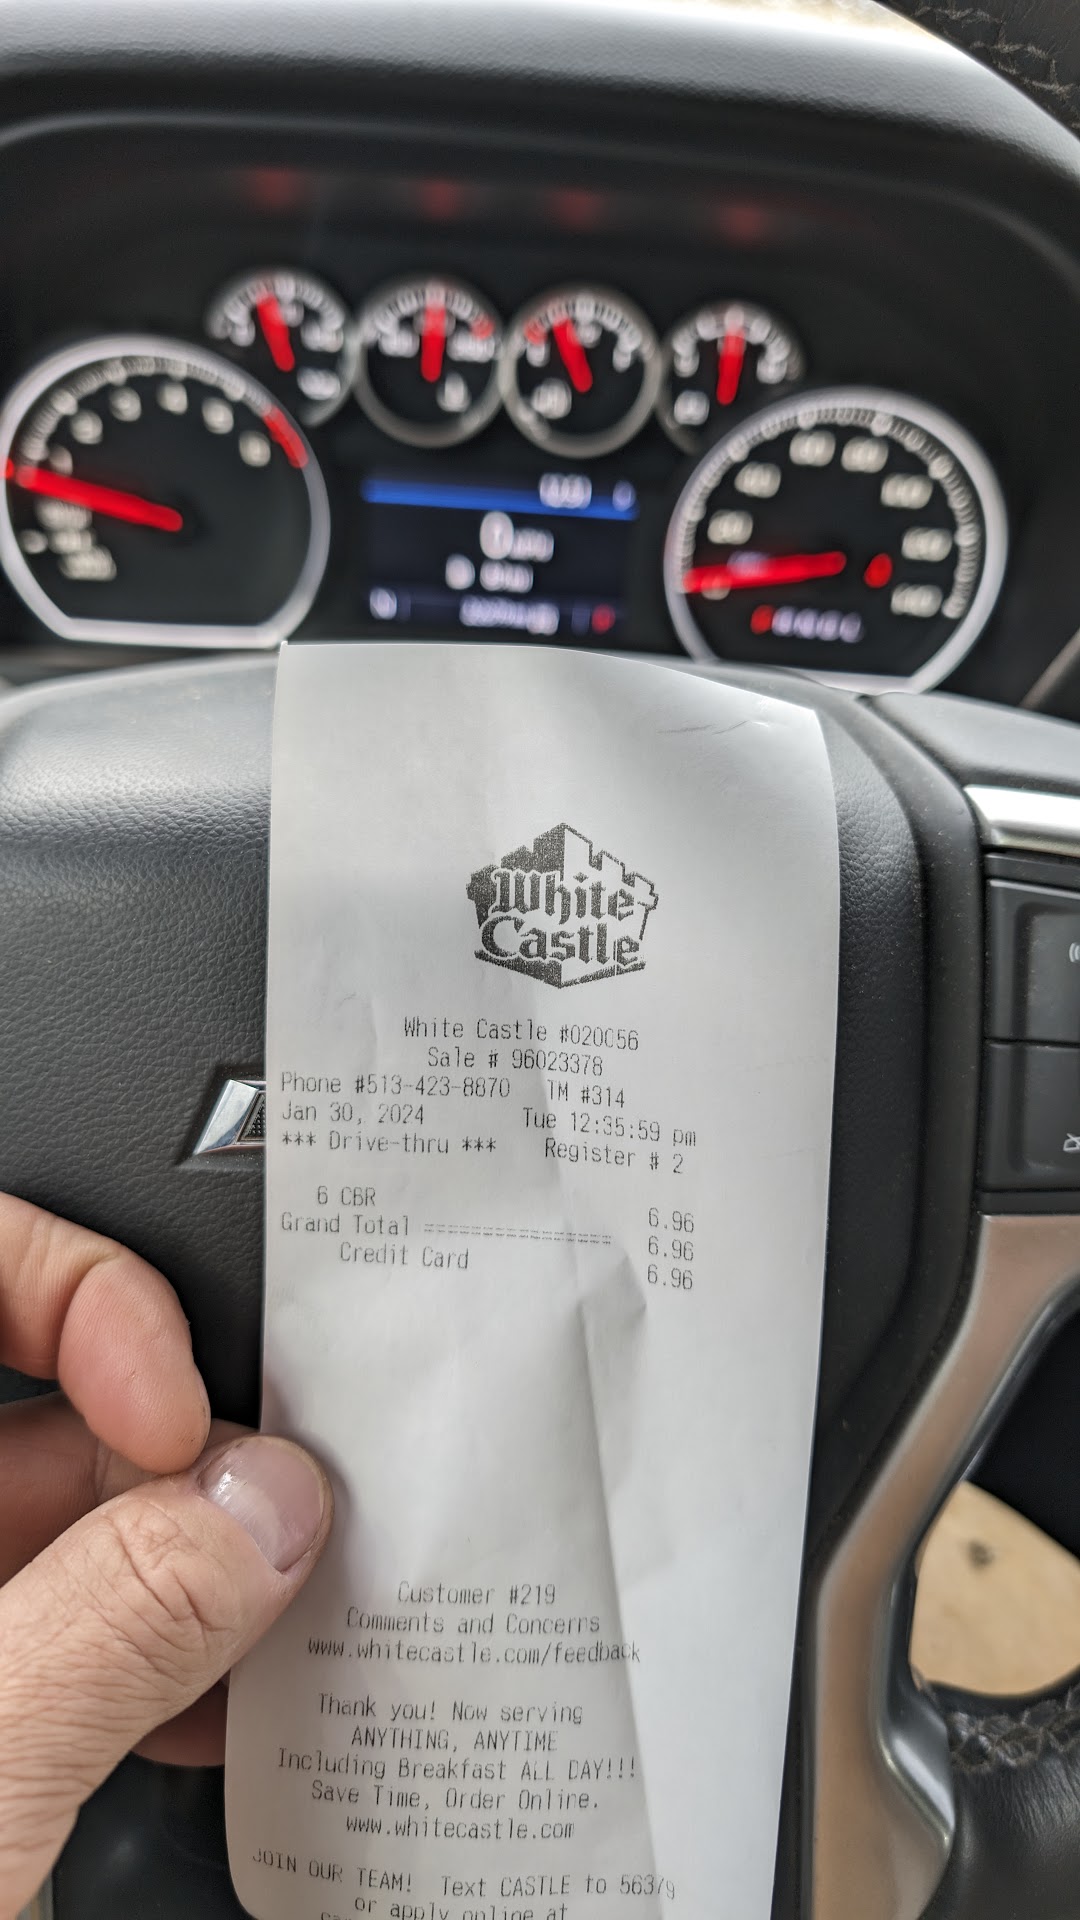 White
Castle
White Castle #020056
Sale # 96023378
Phone #513-423-8870 TM #314
Jan 30, 2024 Tue 12:35:59 pm
*** Drive-thru *** Register # 2
6 CBR 6.96
Grand Total ================== 6.96
Credit Card 6.96
Customer #219
Comments and Concerns
www.whitecastle.com/feedback
Thank you! Now serving
ANYTHING, ANYTIME
Including Breakfast ALL DAY!!!
Save Time, Order Online.
www.whitecastle.com
JOIN OUR TEAM! Text CASTLE to 56379
or apply online at